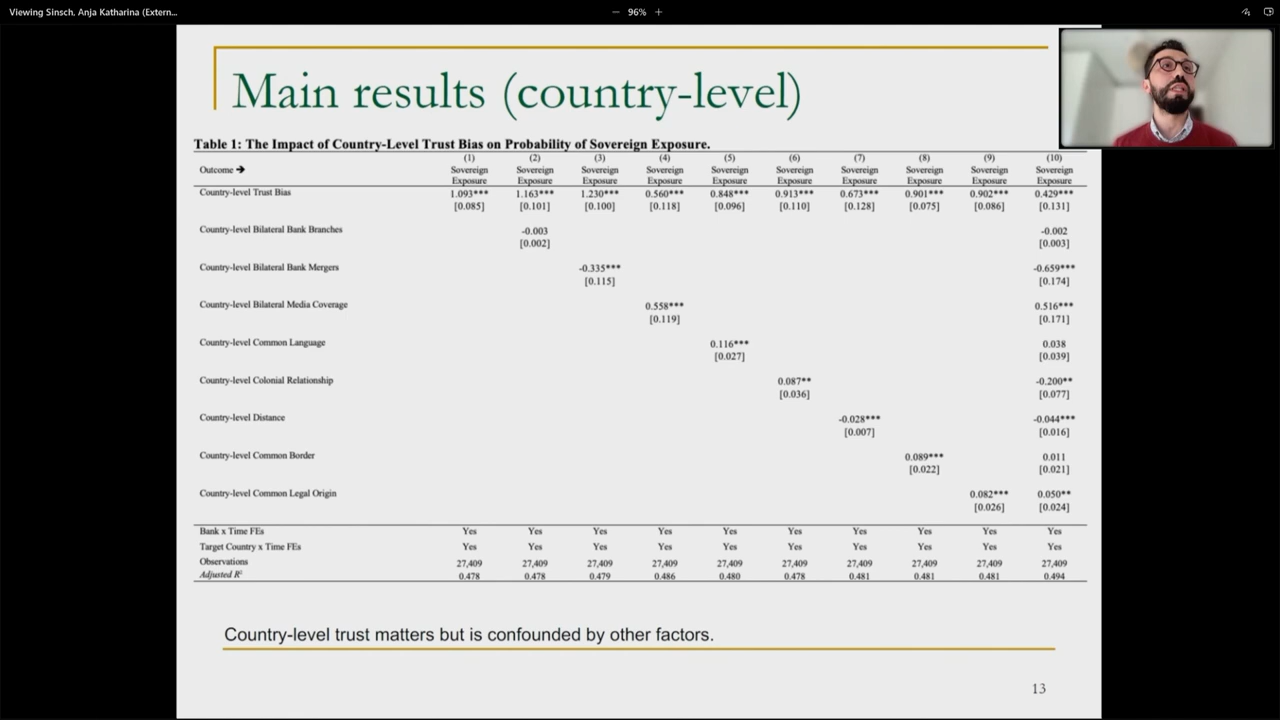 Viewing Sinsch, Anja Katharina (Extern...
− 96% +
Main results (country-level)
Table 1: The Impact of Country-Level Trust Bias on Probability of Sovereign Exposure.
(1) (2) (3) (4) (5) (6) (7) (8) (9) (10)
Outcome → Sovereign Sovereign Sovereign Sovereign Sovereign Sovereign Sovereign Sovereign Sovereign Sovereign
Exposure Exposure Exposure Exposure Exposure Exposure Exposure Exposure Exposure Exposure
Country-level Trust Bias 1.093*** 1.163*** 1.230*** 0.560*** 0.848*** 0.913*** 0.673*** 0.901*** 0.902*** 0.429***
[0.085] [0.101] [0.100] [0.118] [0.096] [0.110] [0.128] [0.075] [0.086] [0.131]
Country-level Bilateral Bank Branches -0.003 -0.002
[0.002] [0.003]
Country-level Bilateral Bank Mergers -0.335*** -0.659***
[0.115] [0.174]
Country-level Bilateral Media Coverage 0.558*** 0.516***
[0.119] [0.171]
Country-level Common Language 0.116*** 0.038
[0.027] [0.039]
Country-level Colonial Relationship 0.087** -0.200**
[0.036] [0.077]
Country-level Distance -0.028*** -0.044***
[0.007] [0.016]
Country-level Common Border 0.089*** 0.011
[0.022] [0.021]
Country-level Common Legal Origin 0.082*** 0.050**
[0.026] [0.024]
Bank x Time FEs Yes Yes Yes Yes Yes Yes Yes Yes Yes Yes
Target Country x Time FEs Yes Yes Yes Yes Yes Yes Yes Yes Yes Yes
Observations 27,409 27,409 27,409 27,409 27,409 27,409 27,409 27,409 27,409 27,409
Adjusted R² 0.478 0.478 0.479 0.486 0.480 0.478 0.481 0.481 0.481 0.494
Country-level trust matters but is confounded by other factors.
13